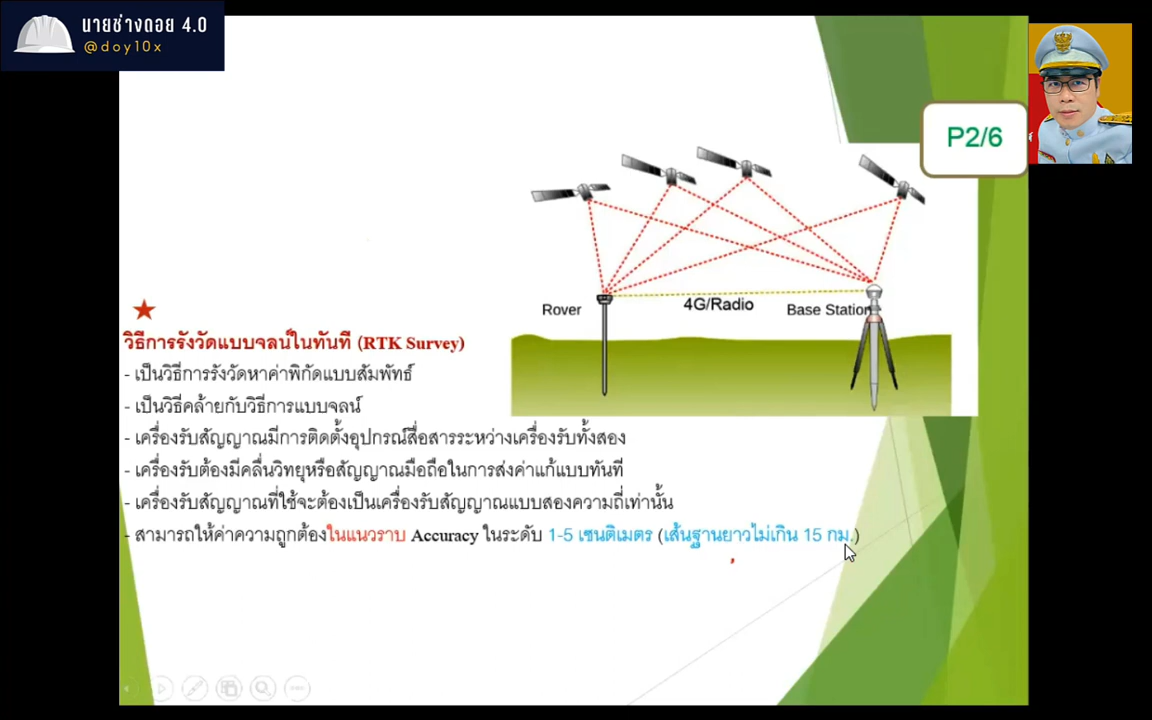 นายช่างดอย 4.0
@doy10x
P2/6
Rover
4G/Radio
Base Station
วิธีการรังวัดแบบจลน์ในทันที (RTK Survey)
- เป็นวิธีการรังวัดหาค่าพิกัดแบบสัมพัทธ์
- เป็นวิธีคล้ายกับวิธีการแบบจลน์
- เครื่องรับสัญญาณมีการติดตั้งอุปกรณ์สื่อสารระหว่างเครื่องรับทั้งสอง
- เครื่องรับต้องมีคลื่นวิทยุหรือสัญญาณมือถือในการส่งค่าแก้แบบทันที
- เครื่องรับสัญญาณที่ใช้จะต้องเป็นเครื่องรับสัญญาณแบบสองความถี่เท่านั้น
- สามารถให้ค่าความถูกต้องในแนวราบ Accuracy ในระดับ 1-5 เซนติเมตร (เส้นฐานยาวไม่เกิน 15 กม.)